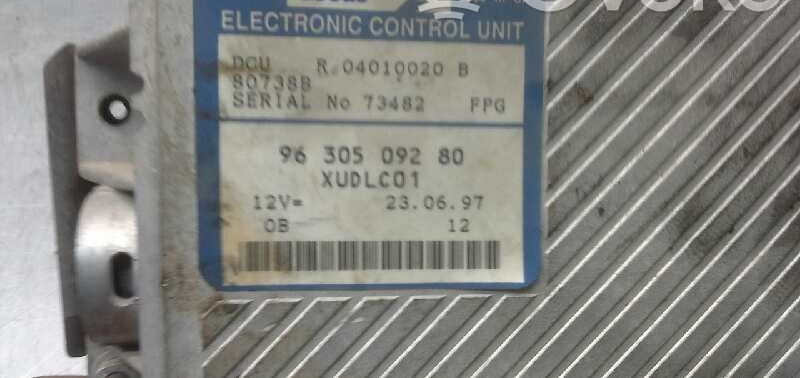 ELECTRONIC CONTROL UNIT
DCU R 04010020 B
80738B
SERIAL No 73482 FPG
96 305 092 80
XUDLC01
12V= 23.06.97
0B 12